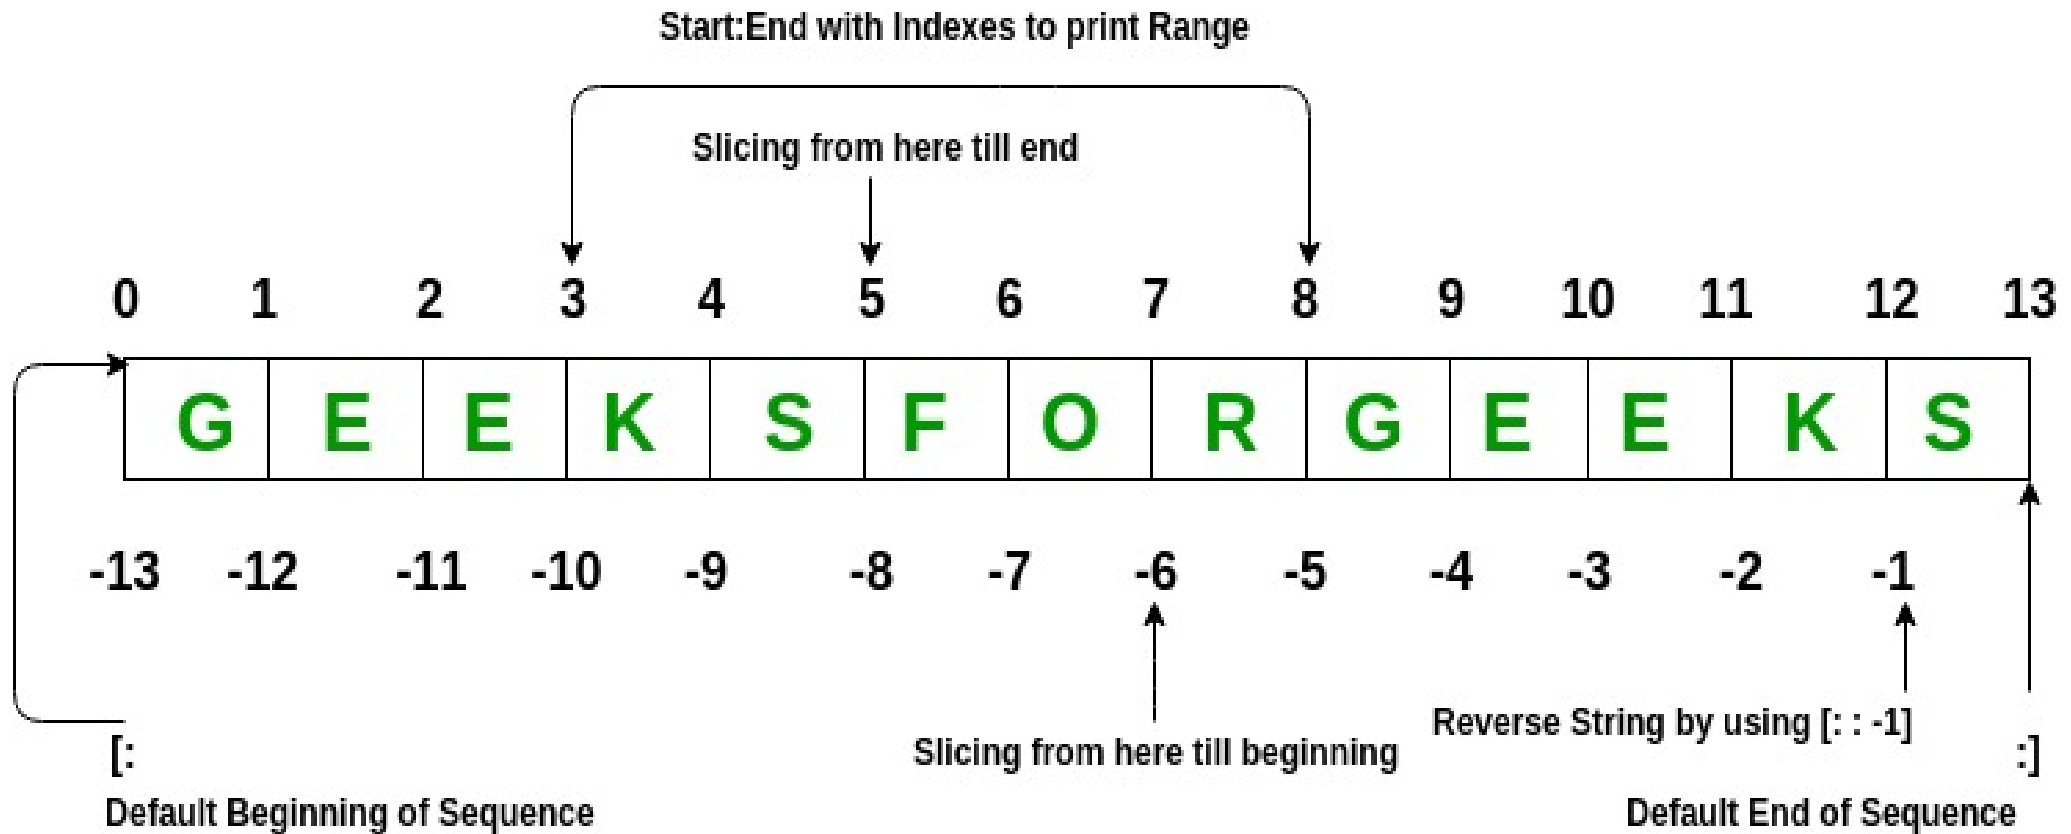 Start:End with Indexes to print Range
Slicing from here till end
0 1 2 3 4 5 6 7 8 9 10 11 12 13
G E E K S F O R G E E K S
-13 -12 -11 -10 -9 -8 -7 -6 -5 -4 -3 -2 -1
Reverse String by using [: : -1]
Slicing from here till beginning
[: :]
Default Beginning of Sequence Default End of Sequence